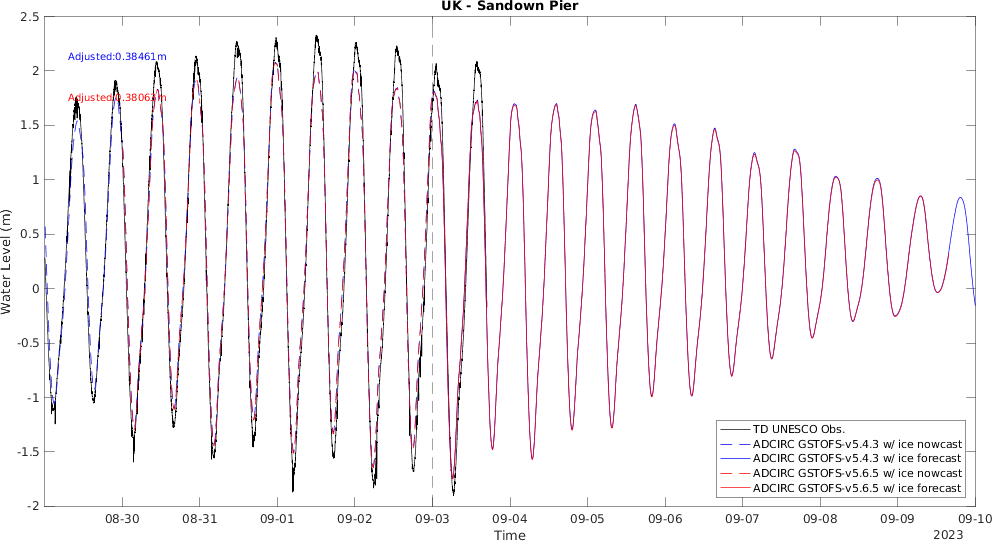 UK - Sandown Pier
2.5
2
1.5
1
0.5
0
-0.5
-1
-1.5
-2
Water Level (m)
Adjusted:0.38461m
Adjusted:0.38063m
TD UNESCO Obs.
ADCIRC GSTOFS-v5.4.3 w/ ice nowcast
ADCIRC GSTOFS-v5.4.3 w/ ice forecast
ADCIRC GSTOFS-v5.6.5 w/ ice nowcast
ADCIRC GSTOFS-v5.6.5 w/ ice forecast
08-30 08-31 09-01 09-02 09-03 09-04 09-05 09-06 09-07 09-08 09-09 09-10
Time
2023